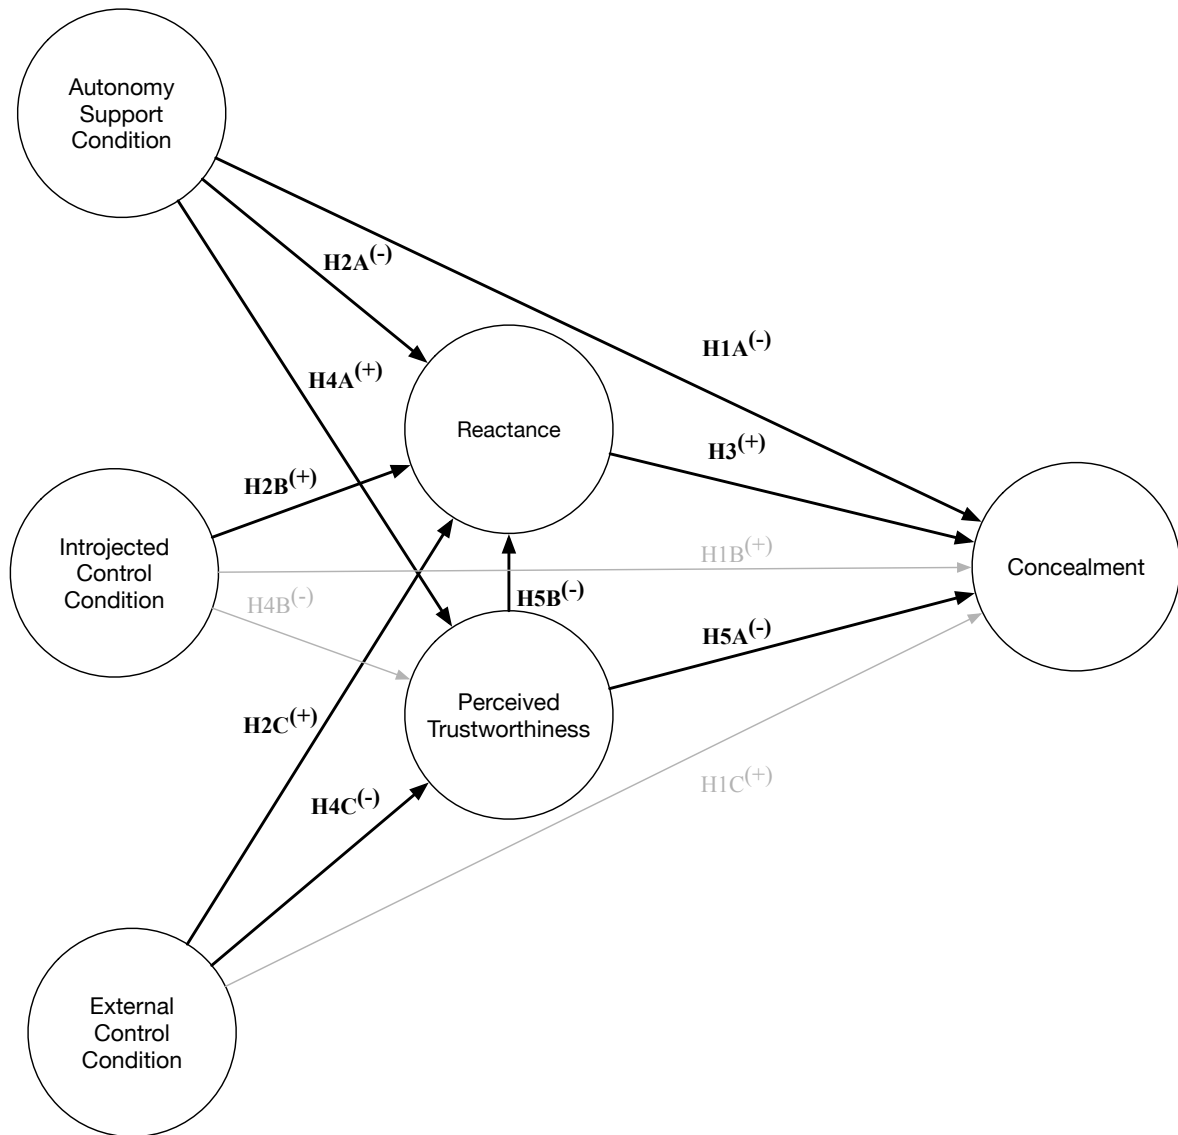 Autonomy
Support
Condition
H2A(-)
H1A(-)
H4A(+)
Reactance
H3(+)
H2B(+)
Introjected
Control
Condition
H1B(+)
Concealment
H4B(-)
H5B(-)
H5A(-)
Perceived
Trustworthiness
H2C(+)
H1C(+)
H4C(-)
External
Control
Condition